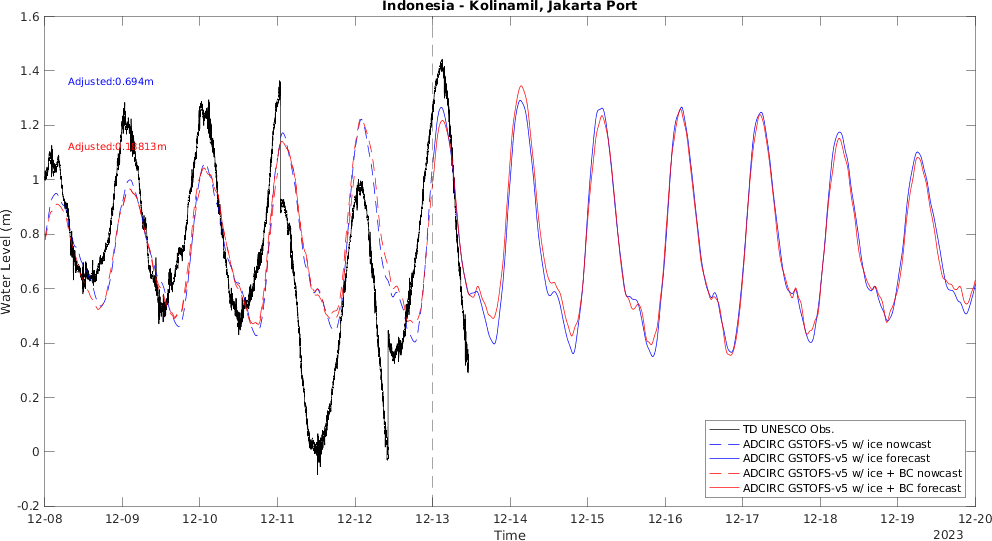 Indonesia - Kolinamil, Jakarta Port
1.6
1.4
1.2
1
0.8
0.6
0.4
0.2
0
-0.2
Water Level (m)
Adjusted:0.694m
Adjusted:0.13813m
TD UNESCO Obs.
ADCIRC GSTOFS-v5 w/ ice nowcast
ADCIRC GSTOFS-v5 w/ ice forecast
ADCIRC GSTOFS-v5 w/ ice + BC nowcast
ADCIRC GSTOFS-v5 w/ ice + BC forecast
12-08 12-09 12-10 12-11 12-12 12-13 12-14 12-15 12-16 12-17 12-18 12-19 12-20
Time
2023